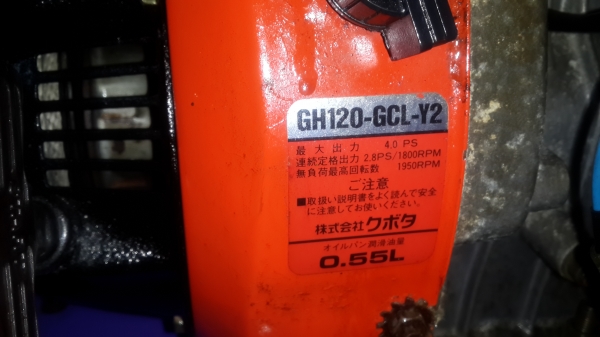 GH120-GCL-Y2
最大出力 4.0 PS
連続定格出力 2.8PS/1800RPM
無負荷最高回転数 1950RPM
ご注意
■取扱い説明書をよく読んで安全
に注意してお使いください。
株式会社クボタ
オイルパン潤滑油量
0.55L